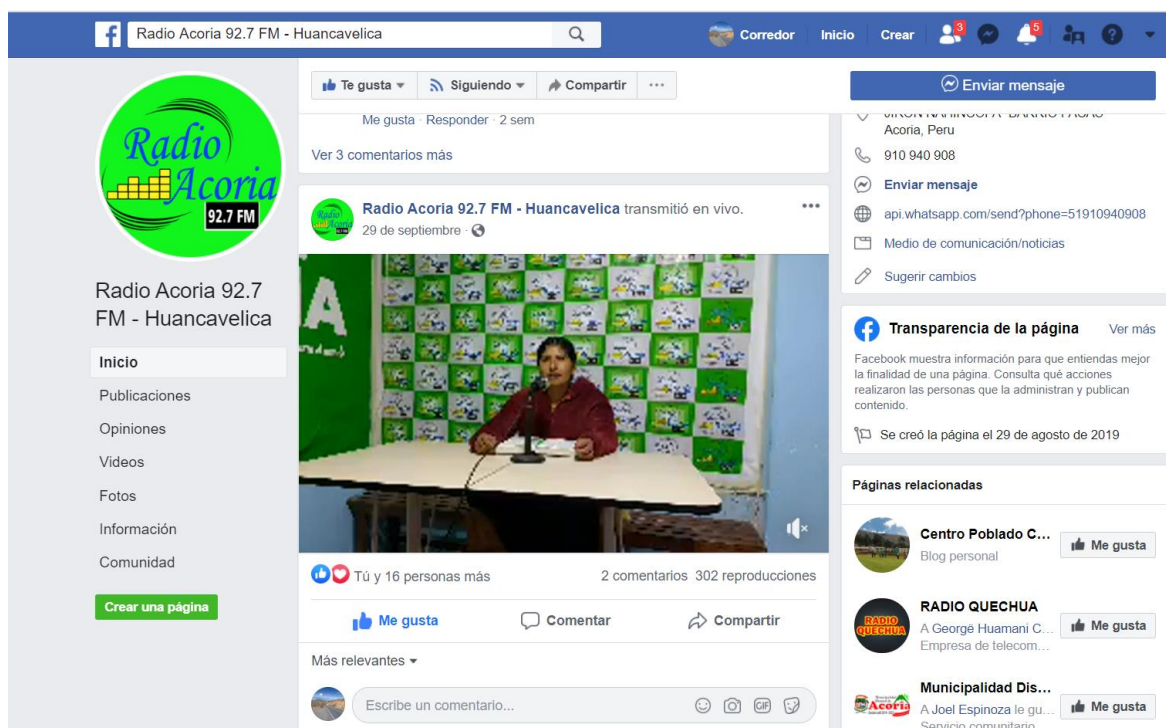 Radio Acoria 92.7 FM - Huancavelica
Corredor
Inicio
Crear
3
5
Radio
Acoria
92.7 FM
Radio Acoria 92.7
FM - Huancavelica
Inicio
Publicaciones
Opiniones
Videos
Fotos
Información
Comunidad
Crear una página
Te gusta
Siguiendo
Compartir
Me gusta · Responder · 2 sem
Ver 3 comentarios más
Radio Acoria 92.7 FM - Huancavelica transmitió en vivo.
29 de septiembre ·
A
Tú y 16 personas más
2 comentarios 302 reproducciones
Me gusta
Comentar
Compartir
Más relevantes
Escribe un comentario...
GIF
Enviar mensaje
Acoria, Peru
910 940 908
Enviar mensaje
api.whatsapp.com/send?phone=51910940908
Medio de comunicación/noticias
Sugerir cambios
Transparencia de la página
Ver más
Facebook muestra información para que entiendas mejor
la finalidad de una página. Consulta qué acciones
realizaron las personas que la administran y publican
contenido.
Se creó la página el 29 de agosto de 2019
Páginas relacionadas
Centro Poblado C...
Blog personal
Me gusta
RADIO
QUECHUA
RADIO QUECHUA
A Georgë Huamani C...
Empresa de telecom...
Me gusta
Acoria
Municipalidad Dis...
A Joel Espinoza le gu...
Servicio comunitario
Me gusta